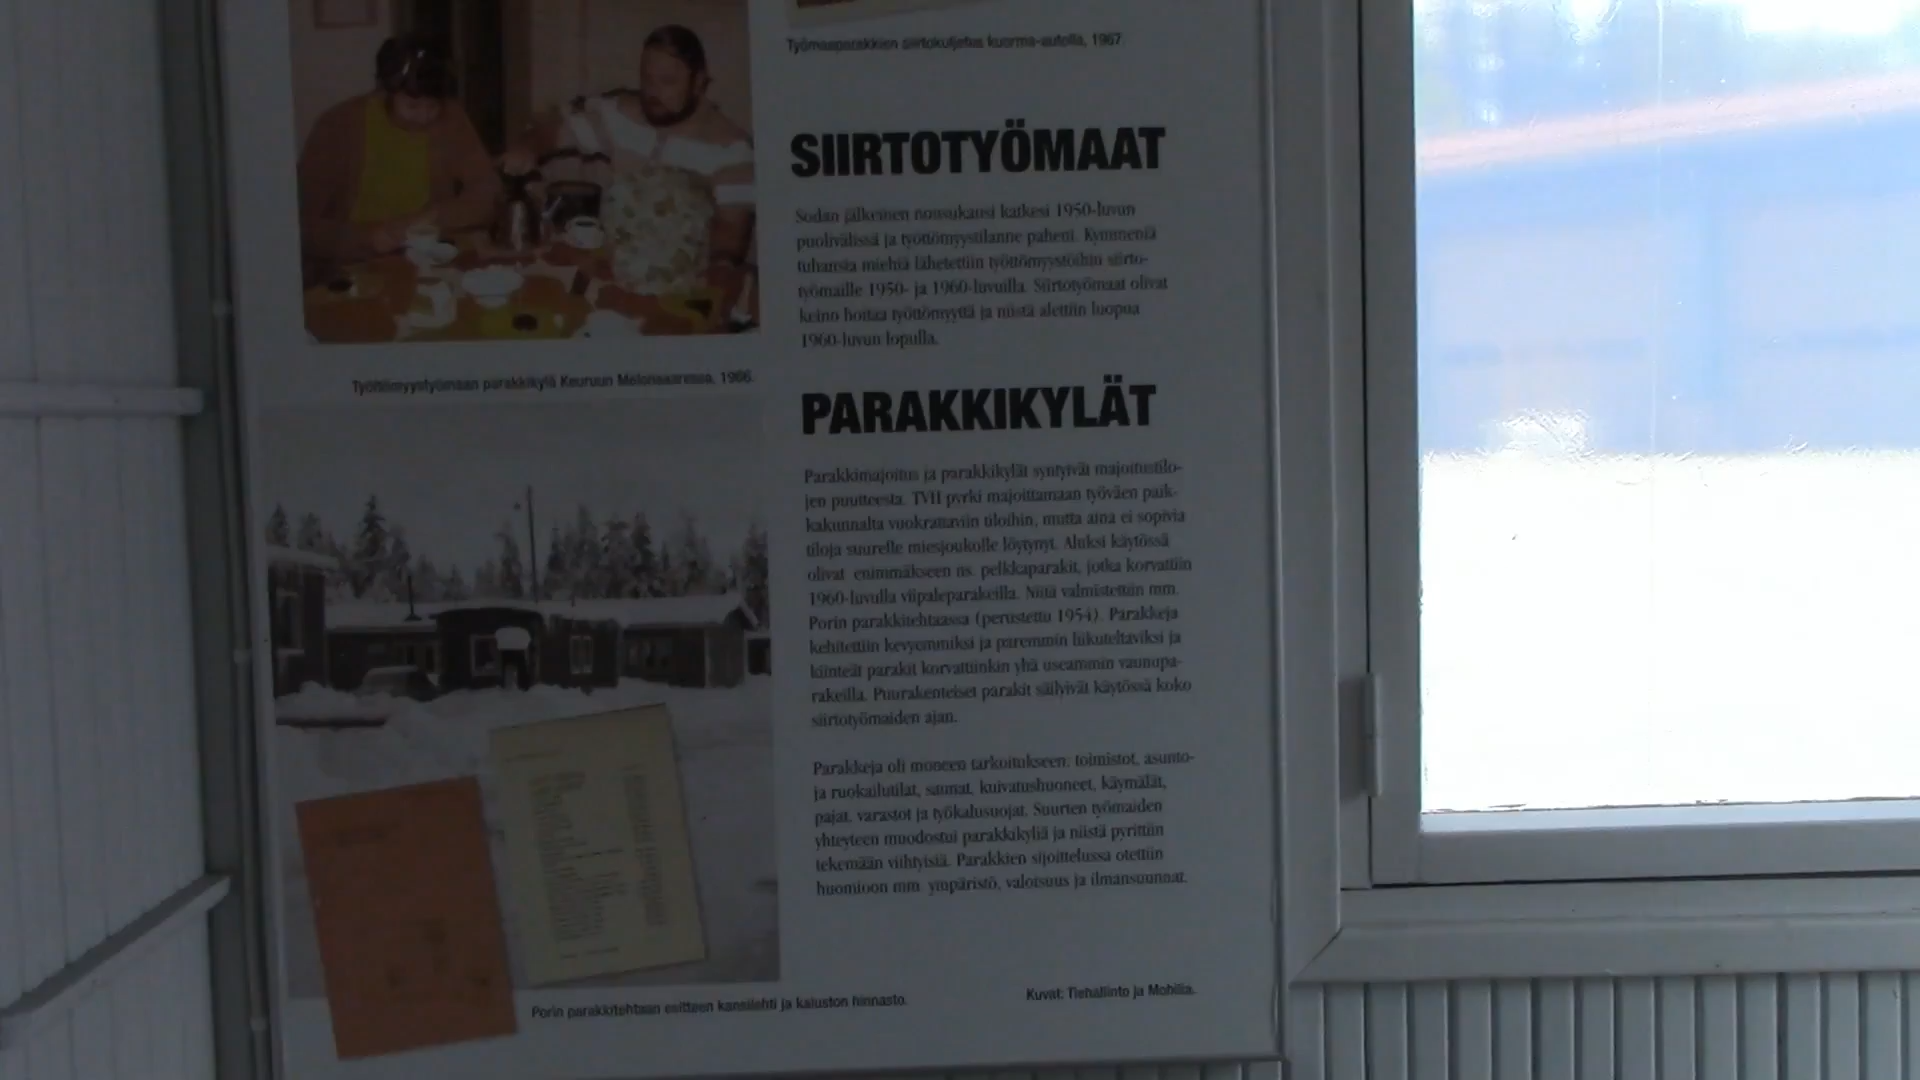 Työmaaparakkien siirtokuljetus kuorma-autolla, 1967.
SIIRTOTYÖMAAT
Sodan jälkeinen nousukausi katkesi 1950-luvun
puolivälissä ja työttömyystilanne paheni. Kymmeniä
tuhansia miehiä lähetettiin työttömyystöihin siirto-
työmaille 1950- ja 1960-luvuilla. Siirtotyömaat olivat
keino hoitaa työttömyyttä ja niistä alettiin luopua
1960-luvun lopulla.
Työttömyystyömaan parakkikylä Keuruun 1966.
PARAKKIKYLÄT
Parakkimajoitus ja parakkikylät syntyivät majoitustilo-
jen puutteesta. TVH pyrki majoittamaan työväen paik-
kakunnalta vuokrattaviin tiloihin, mutta aina ei sopivia
tiloja suurelle miesjoukolle löytynyt. Aluksi käytössä
olivat enimmäkseen ns. pelkkaparakit, jotka korvattiin
1960-luvulla viipaleparakeilla. Niitä valmistettiin mm.
Porin parakkitehtaassa (perustettu 1954). Parakkeja
kehitettiin kevyemmiksi ja paremmin liikuteltaviksi ja
kiinteät parakit korvattiinkin yhä useammin vaunupa-
rakeilla. Puurakenteiset parakit säilyivät käytössä koko
siirtotyömaiden ajan.
Parakkeja oli moneen tarkoitukseen: toimistot, asunto-
ja ruokailutilat, saunat, kuivatushuoneet, käymälät,
pajat, varastot ja työkalusuojat. Suurten työmaiden
yhteyteen muodostui parakkikyliä ja niistä pyrittiin
tekemään viihtyisiä. Parakkien sijoittelussa otettiin
huomioon mm. ympäristö, valoisuus ja ilmansuunnat.
Porin parakkitehtaan esitteen kansilehti ja kaluston hinnasto.
Kuvat: Tiehallinto ja Mobilia.